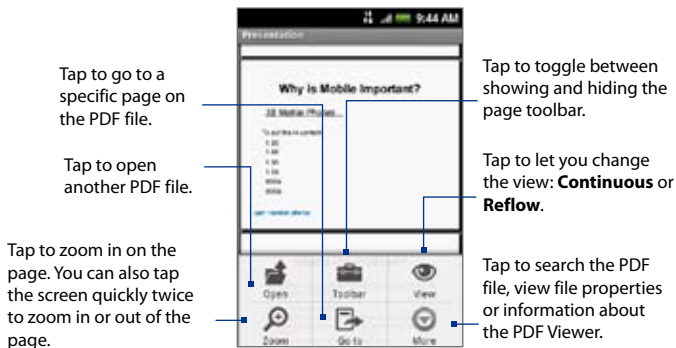 9:44 AM
Presentation
Why is Mobile Important?
Tap to go to a
specific page on
the PDF file.
Tap to open
another PDF file.
Tap to zoom in on the
page. You can also tap
the screen quickly twice
to zoom in or out of the
page.
Tap to toggle between
showing and hiding the
page toolbar.
Tap to let you change
the view: Continuous or
Reflow.
Tap to search the PDF
file, view file properties
or information about
the PDF Viewer.
Open
Toolbar
View
Zoom
Go to
More